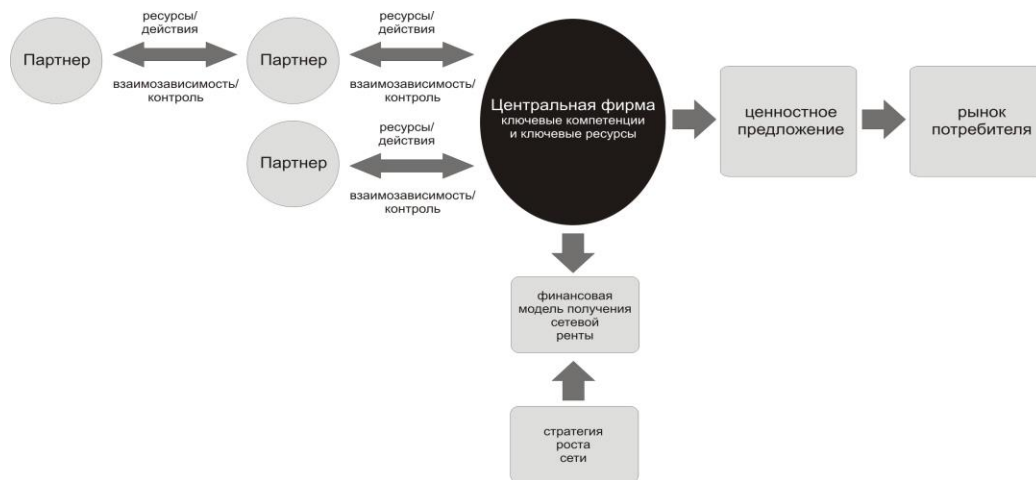 ресурсы/
действия
Партнер
взаимозависимость/
контроль
Партнер
ресурсы/
действия
взаимозависимость/
контроль
Партнер
ресурсы/
действия
взаимозависимость/
контроль
Центральная фирма
ключевые компетенции
и ключевые ресурсы
ценностное
предложение
рынок
потребителя
финансовая
модель получения
сетевой
ренты
стратегия
роста
сети